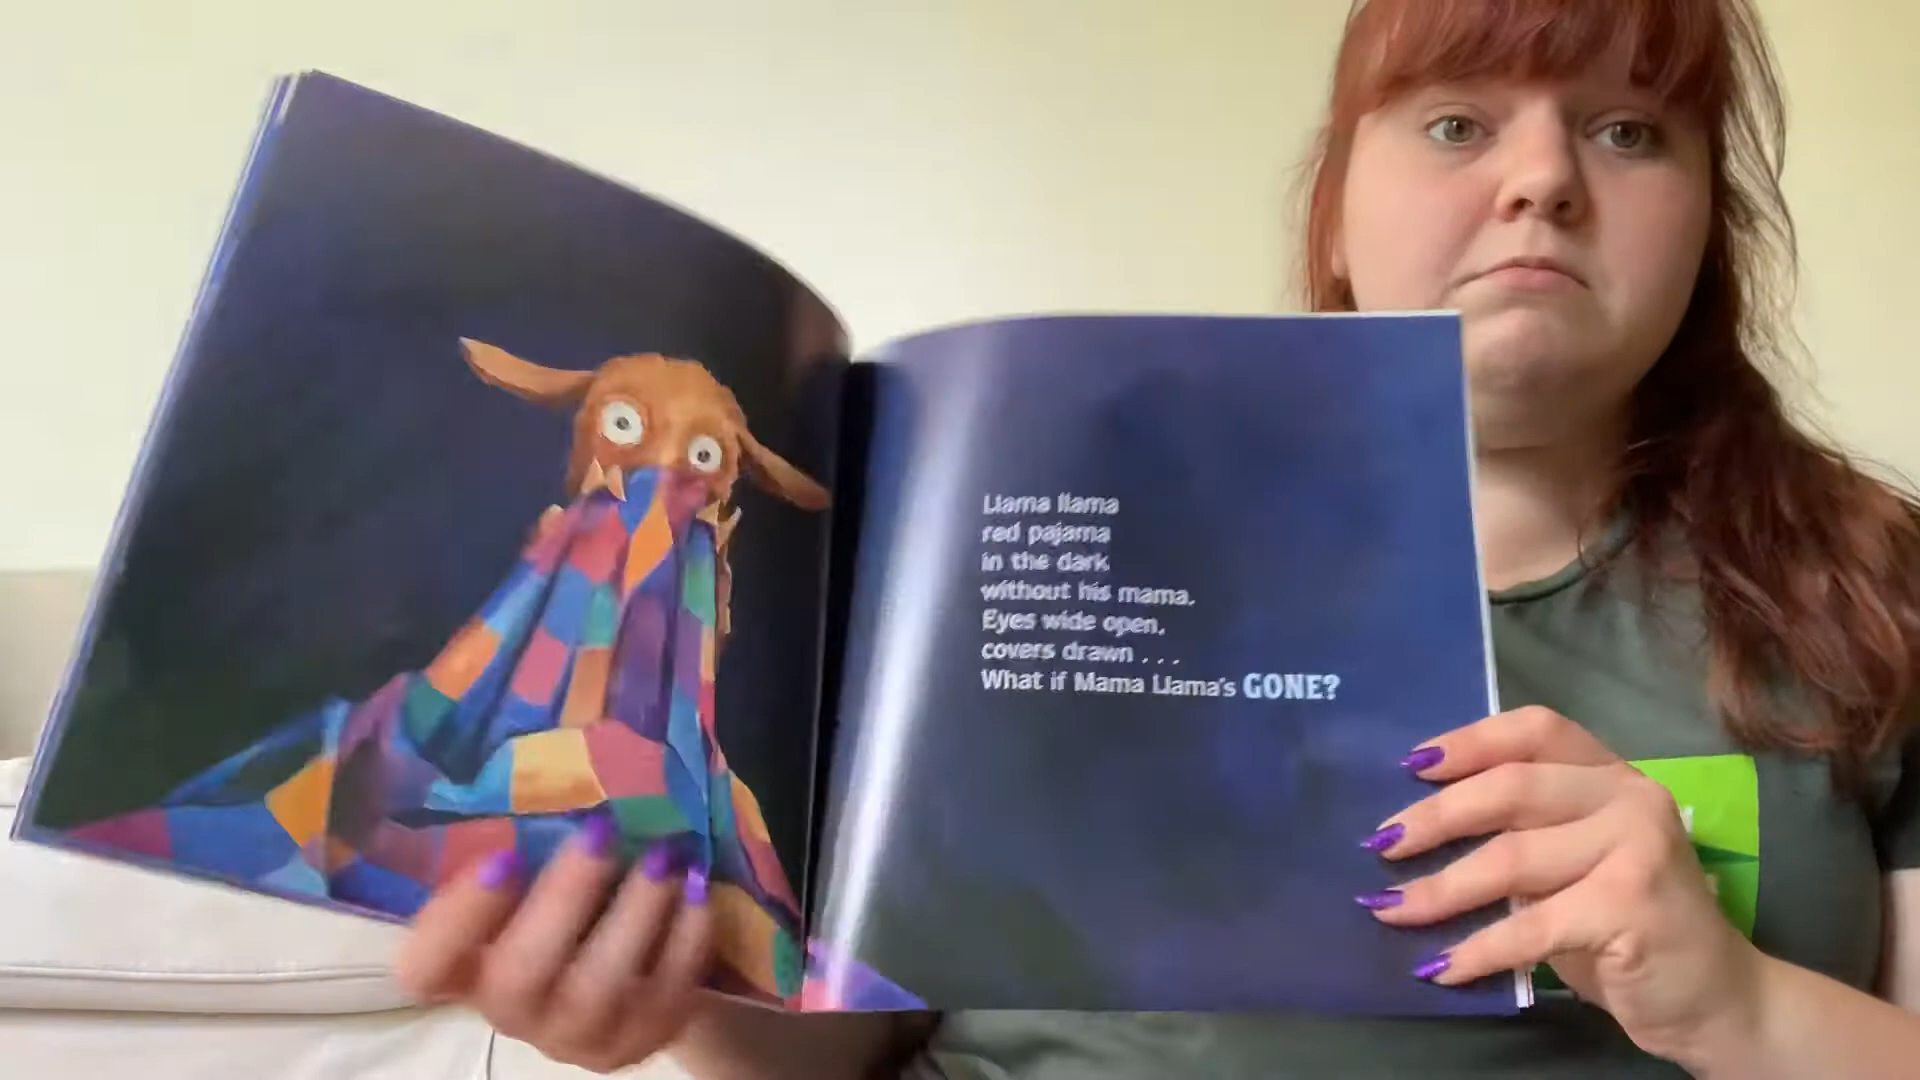 Llama llama
red pajama
in the dark
without his mama.
Eyes wide open,
covers drawn . . .
What if Mama Llama's GONE?